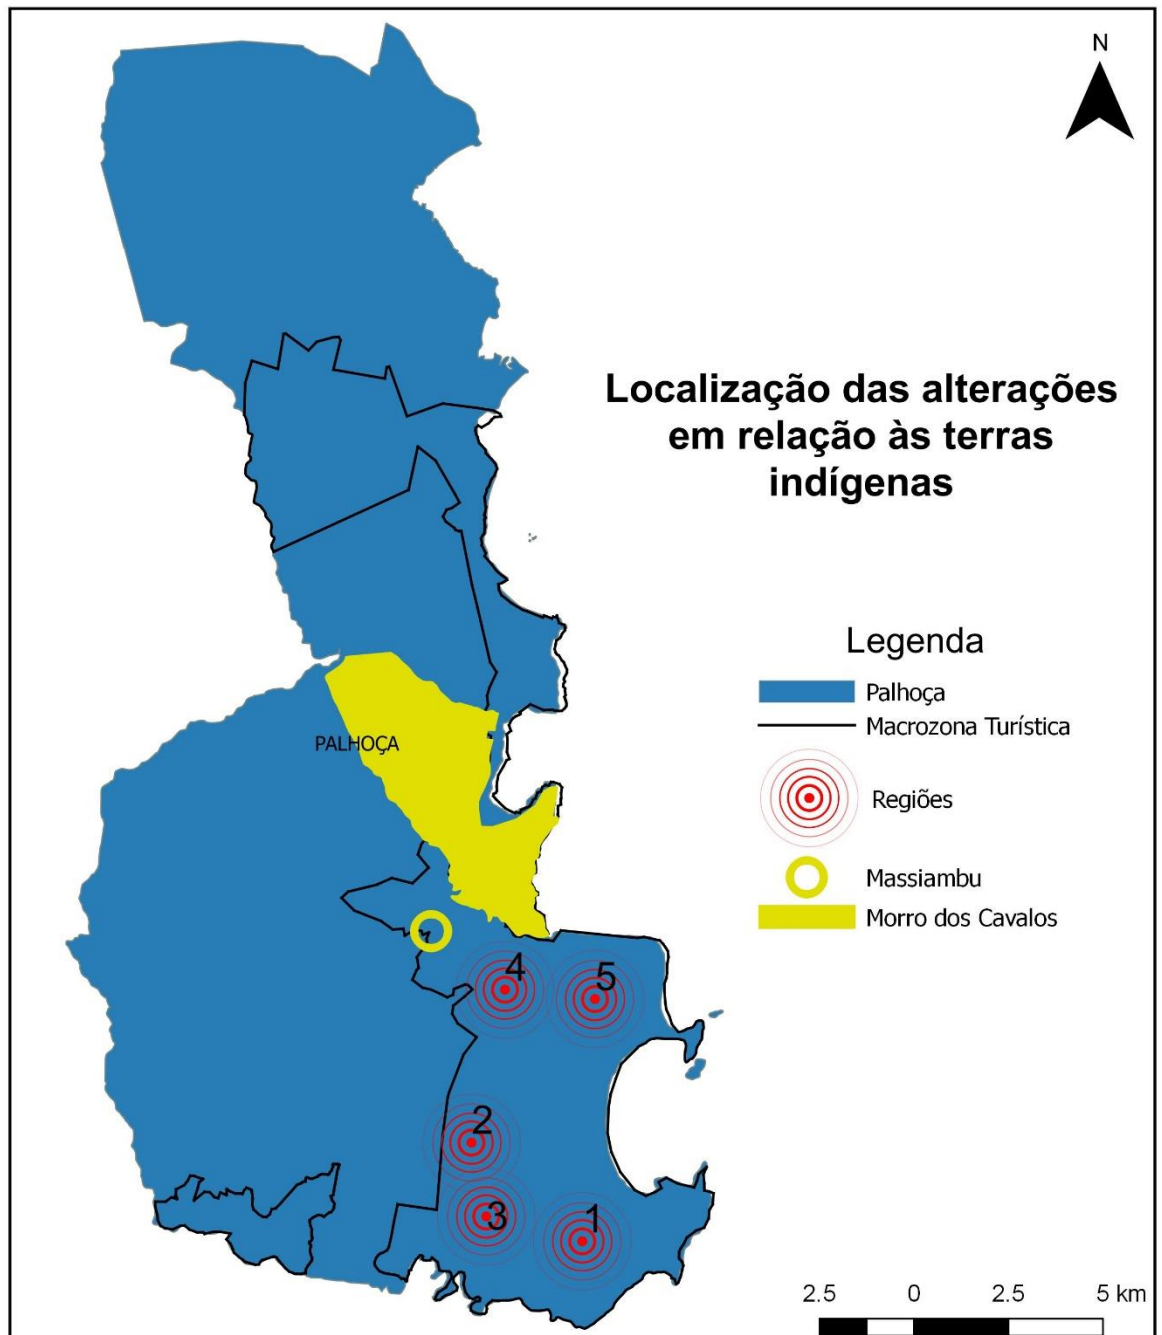 N
Localização das alterações
em relação às terras
indígenas
Legenda
Palhoça
Macrozona Turística
Regiões
Massiambu
Morro dos Cavalos
PALHOÇA
4
5
2
3
1
2.5 0 2.5 5 km